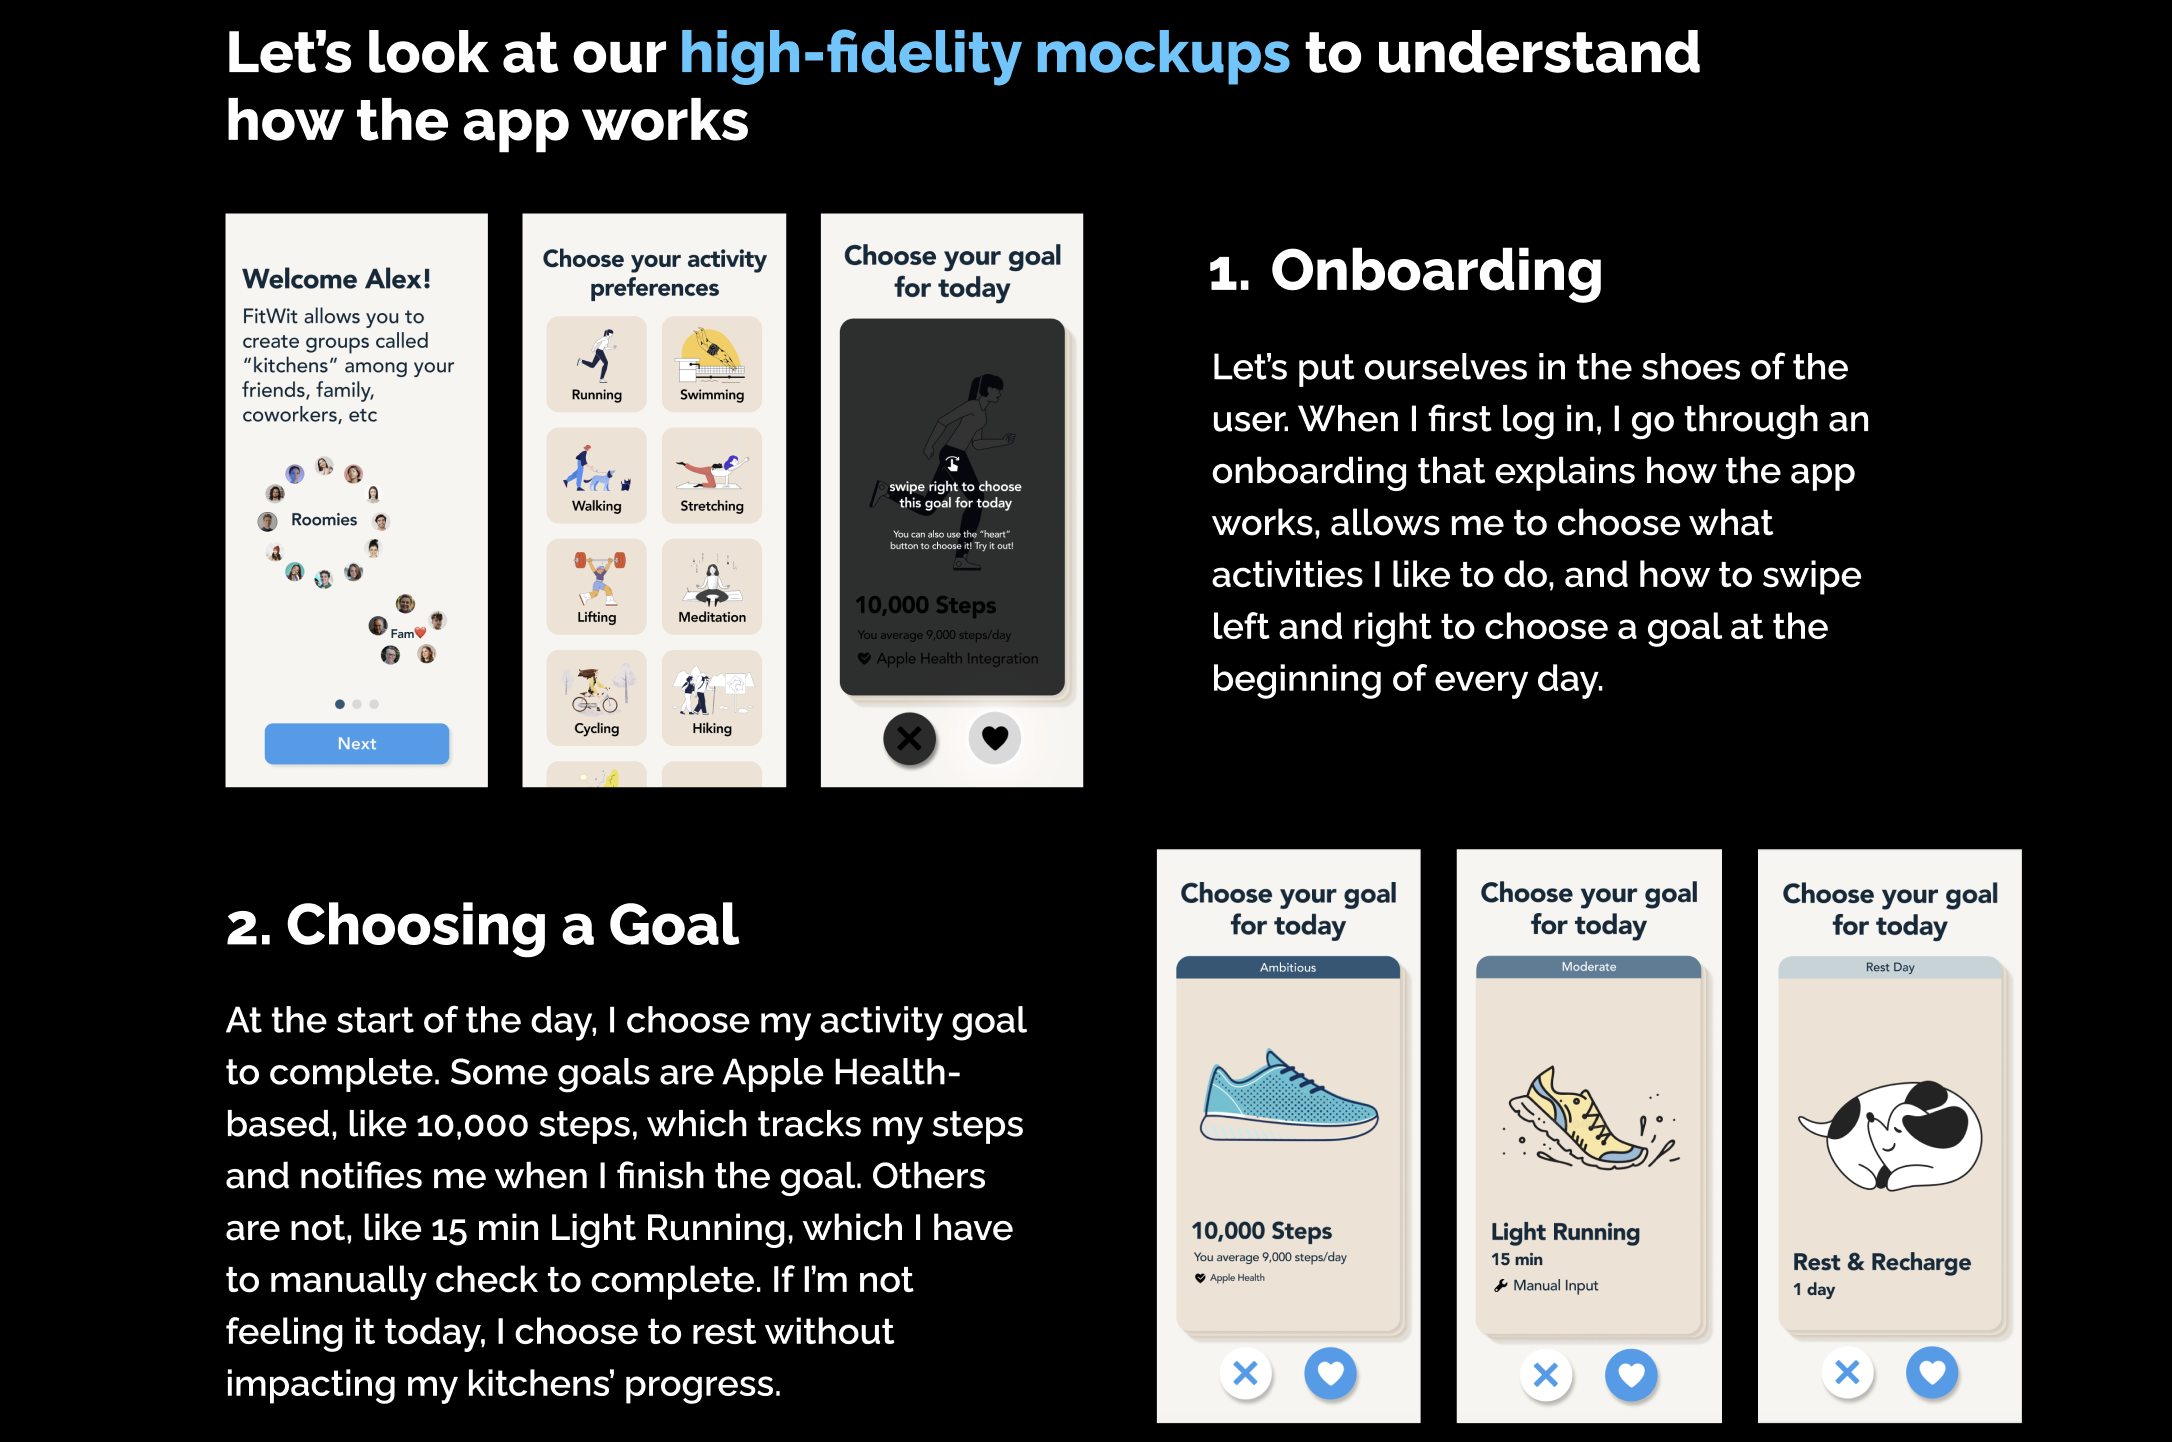 Let's look at our high-fidelity mockups to understand
how the app works
Welcome Alex!
FitWit allows you to
create groups called
“kitchens” among your
friends, family,
coworkers, etc
Roomies
Fam❤️
Next
Choose your activity
preferences
Running
Swimming
Walking
Stretching
Lifting
Meditation
Cycling
Hiking
Choose your goal
for today
swipe right to choose
this goal for today
You can also use the “heart”
button to choose it! Try it out!
10,000 Steps
You average 9,000 steps/day
Apple Health Integration
1. Onboarding
Let's put ourselves in the shoes of the
user. When I first log in, I go through an
onboarding that explains how the app
works, allows me to choose what
activities I like to do, and how to swipe
left and right to choose a goal at the
beginning of every day.
2. Choosing a Goal
At the start of the day, I choose my activity goal
to complete. Some goals are Apple Health-
based, like 10,000 steps, which tracks my steps
and notifies me when I finish the goal. Others
are not, like 15 min Light Running, which I have
to manually check to complete. If I'm not
feeling it today, I choose to rest without
impacting my kitchens' progress.
Choose your goal
for today
Ambitious
10,000 Steps
You average 9,000 steps/day
Apple Health
Choose your goal
for today
Moderate
Light Running
15 min
Manual Input
Choose your goal
for today
Rest Day
Rest & Recharge
1 day